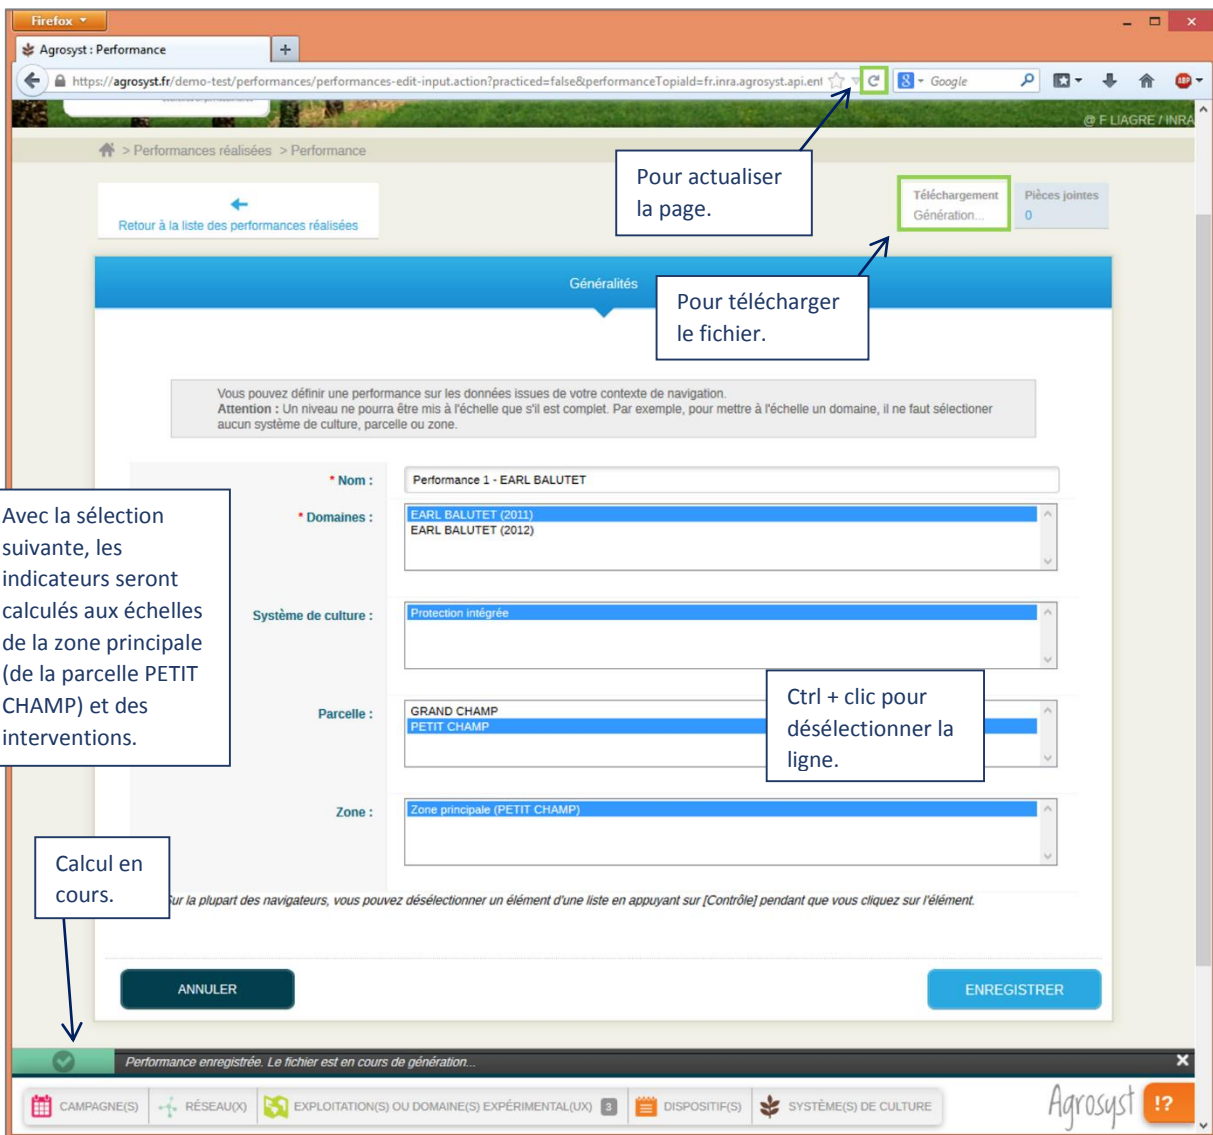 Firefox
Agrosyst : Performance
https://agrosyst.fr/demo-test/performances/performances-edit-input.action?practiced=false&performanceTopiaId=fr.inra.agrosyst.api.ent
Google
ABP
@ F LIAGRE / INRA
> Performances réalisées > Performance
Pour actualiser
la page.
Téléchargement
Génération...
Pièces jointes
0
Retour à la liste des performances réalisées
Généralités
Pour télécharger
le fichier.
Vous pouvez définir une performance sur les données issues de votre contexte de navigation.
Attention : Un niveau ne pourra être mis à l'échelle que s'il est complet. Par exemple, pour mettre à l'échelle un domaine, il ne faut sélectioner
aucun système de culture, parcelle ou zone.
* Nom :
Performance 1 - EARL BALUTET
* Domaines :
EARL BALUTET (2011)
EARL BALUTET (2012)
Avec la sélection
suivante, les
indicateurs seront
calculés aux échelles
de la zone principale
(de la parcelle PETIT
CHAMP) et des
interventions.
Système de culture :
Protection intégrée
Parcelle :
GRAND CHAMP
PETIT CHAMP
Ctrl + clic pour
désélectionner la
ligne.
Zone :
Zone principale (PETIT CHAMP)
Calcul en
cours.
Sur la plupart des navigateurs, vous pouvez désélectionner un élément d'une liste en appuyant sur [Contrôle] pendant que vous cliquez sur l'élément.
ANNULER
ENREGISTRER
Performance enregistrée. Le fichier est en cours de génération...
CAMPAGNE(S)
RÉSEAU(X)
EXPLOITATION(S) OU DOMAINE(S) EXPÉRIMENTAL(UX) 3
DISPOSITIF(S)
SYSTÈME(S) DE CULTURE
Agrosyst
!?